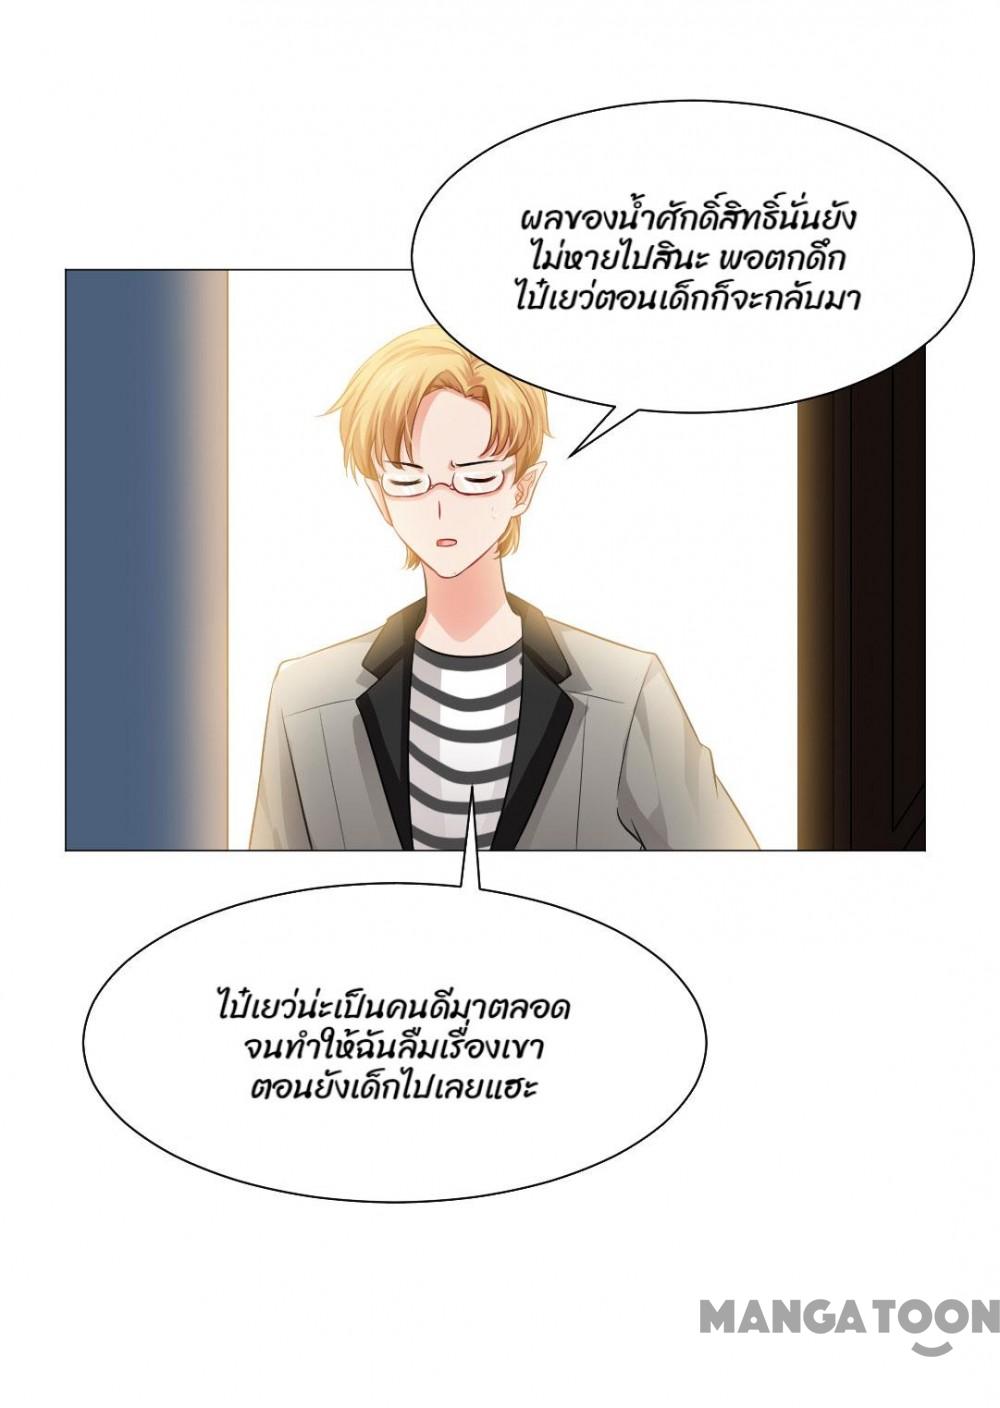 ผลของน้ำศักดิ์สิทธิ์นั่นยัง
ไม่หายไปสินะ พอตกดึก
ไป๋เยว่ตอนเด็กก็จะกลับมา
ไป๋เยว่น่ะเป็นคนดีมาตลอด
จนทำให้ฉันลืมเรื่องเขา
ตอนยังเด็กไปเลยแฮะ
MANGATOON